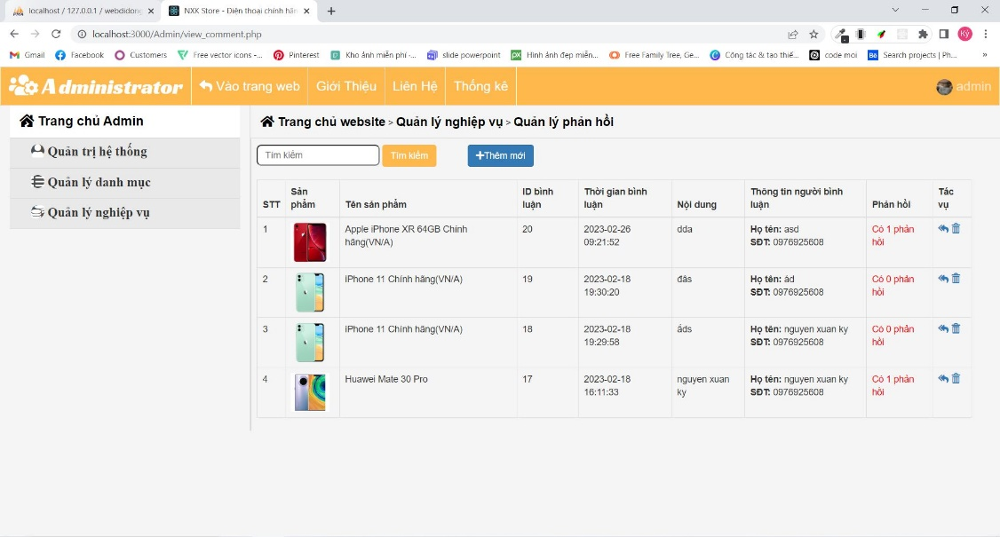 localhost / 127.0.0.1 / webdidong
NXK Store - Điện thoại chính hãn
localhost:3000/Admin/view_comment.php
Gmail Facebook Customers Free vector icons -... Pinterest Kho ảnh miễn phí -... slide powerpoint Hình ảnh đẹp miễn... Free Family Tree, Ge... Công tác & tạo thiế... code moi Search projects | Ph... »
Administrator Vào trang web Giới Thiệu Liên Hệ Thống kê admin
Trang chủ Admin
Quản trị hệ thống
Quản lý danh mục
Quản lý nghiệp vụ
Trang chủ website > Quản lý nghiệp vụ > Quản lý phản hồi
Tìm kiếm Tìm kiếm +Thêm mới
STT Sản phẩm Tên sản phẩm ID bình luận Thời gian bình luận Nội dung Thông tin người bình luận Phản hồi Tác vụ
1 Apple iPhone XR 64GB Chính hãng(VN/A) 20 2023-02-26 09:21:52 dda Họ tên: asd SĐT: 0976925608 Có 1 phản hồi
2 iPhone 11 Chính hãng(VN/A) 19 2023-02-18 19:30:20 đâs Họ tên: ád SĐT: 0976925608 Có 0 phản hồi
3 iPhone 11 Chính hãng(VN/A) 18 2023-02-18 19:29:58 Họ tên: nguyen xuan ky SĐT: 0976925608 Có 0 phản hồi
4 Huawei Mate 30 Pro 17 2023-02-18 16:11:33 nguyen xuan ky Họ tên: nguyen xuan ky SĐT: 0976925608 Có 1 phản hồi